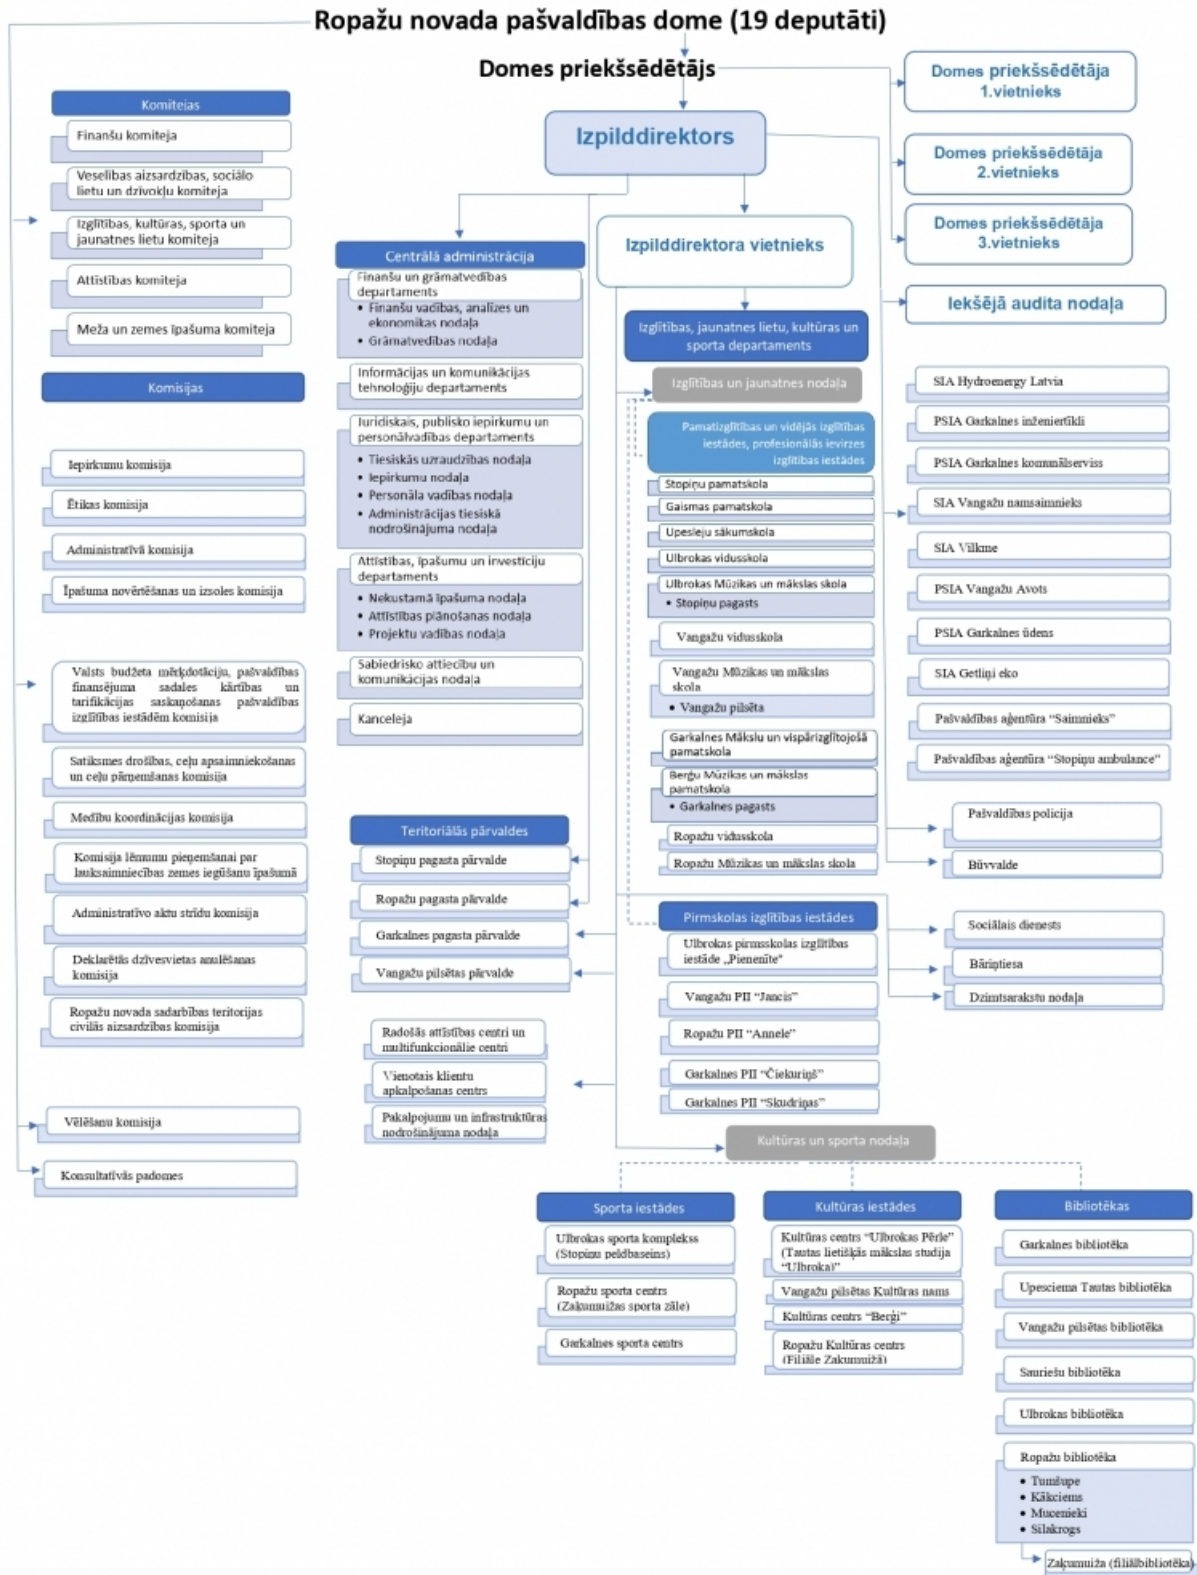 Ropažu novada pašvaldības dome (19 deputāti)
Domes priekšsēdētājs
Domes priekšsēdētāja
1.vietnieks
Domes priekšsēdētāja
2.vietnieks
Domes priekšsēdētāja
3.vietnieks
Iekšējā audita nodaļa
Izpilddirektors
Izpilddirektora vietnieks
Komitejas
Finanšu komiteja
Veselības aizsardzības, sociālo
lietu un dzīvokļu komiteja
Izglītības, kultūras, sporta un
jaunatnes lietu komiteja
Attīstības komiteja
Meža un zemes īpašuma komiteja
Komisijas
Iepirkumu komisija
Ētikas komisija
Administratīvā komisija
Īpašuma novērtēšanas un izsoles komisija
Valsts budžeta mērķdotāciju, pašvaldības
finansējuma sadales kārtības un
tarifikācijas saskaņošanas pašvaldības
izglītības iestādēm komisija
Satiksmes drošības, ceļu apsaimniekošanas
un ceļu pārņemšanas komisija
Medību koordinācijas komisija
Komisija lēmumu pieņemšanai par
lauksaimniecības zemes iegūšanu īpašumā
Administratīvo aktu strīdu komisija
Deklarētās dzīvesvietas anulēšanas
komisija
Ropažu novada sadarbības teritorijas
civilās aizsardzības komisija
Vēlēšanu komisija
Konsultatīvās padomes
Centrālā administrācija
Finanšu un grāmatvedības
departaments
• Finanšu vadības, analīzes un
ekonomikas nodaļa
• Grāmatvedības nodaļa
Informācijas un komunikācijas
tehnoloģiju departaments
Juridiskais, publisko iepirkumu un
personālvadības departaments
• Tiesiskās uzraudzības nodaļa
• Iepirkumu nodaļa
• Personāla vadības nodaļa
• Administrācijas tiesiskā
nodrošinājuma nodaļa
Attīstības, īpašumu un investīciju
departaments
• Nekustamā īpašuma nodaļa
• Attīstības plānošanas nodaļa
• Projektu vadības nodaļa
Sabiedrisko attiecību un
komunikācijas nodaļa
Kanceleja
Teritoriālās pārvaldes
Stopiņu pagasta pārvalde
Ropažu pagasta pārvalde
Garkalnes pagasta pārvalde
Vangažu pilsētas pārvalde
Radošās attīstības centri un
multifunkcionālie centri
Vienotais klientu
apkalpošanas centrs
Pakalpojumu un infrastruktūras
nodrošinājuma nodaļa
Izglītības, jaunatnes lietu, kultūras un
sporta departaments
Izglītības un jaunatnes nodaļa
Pamatizglītības un vidējās izglītības
iestādes, profesionālās ievirzes
izglītības iestādes
Stopiņu pamatskola
Gaismas pamatskola
Upesleju sākumskola
Ulbrokas vidusskola
Ulbrokas Mūzikas un mākslas skola
• Stopiņu pagasts
Vangažu vidusskola
Vangažu Mūzikas un mākslas
skola
• Vangažu pilsēta
Garkalnes Mākslu un vispārizglītojošā
pamatskola
Berģu Mūzikas un mākslas
pamatskola
• Garkalnes pagasts
Ropažu vidusskola
Ropažu Mūzikas un mākslas skola
Pirmskolas izglītības iestādes
Ulbrokas pirmsskolas izglītības
iestāde „Pienenīte"
Vangažu PII “Jancis”
Ropažu PII “Annele”
Garkalnes PII “Čiekuriņš”
Garkalnes PII “Skudriņas”
SIA Hydroenergy Latvia
PSIA Garkalnes inženiertīkli
PSIA Garkalnes komunālserviss
SIA Vangažu namsaimnieks
SIA Vilkme
PSIA Vangažu Avots
PSIA Garkalnes ūdens
SIA Getliņi eko
Pašvaldības aģentūra “Saimnieks”
Pašvaldības aģentūra “Stopiņu ambulance”
Pašvaldības policija
Būvvalde
Sociālais dienests
Bāriņtiesa
Dzimtsarakstu nodaļa
Kultūras un sporta nodaļa
Sporta iestādes
Ulbrokas sporta komplekss
(Stopiņu peldbaseins)
Ropažu sporta centrs
(Zaķumuižas sporta zāle)
Garkalnes sporta centrs
Kultūras iestādes
Kultūras centrs “Ulbrokas Pērle”
(Tautas lietišķās mākslas studija
“Ulbroka)”
Vangažu pilsētas Kultūras nams
Kultūras centrs “Berģi”
Ropažu Kultūras centrs
(Filiāle Zakumuižā)
Bibliotēkas
Garkalnes bibliotēka
Upesciema Tautas bibliotēka
Vangažu pilsētas bibliotēka
Sauriešu bibliotēka
Ulbrokas bibliotēka
Ropažu bibliotēka
• Tumšupe
• Kākciems
• Mucenieki
• Silakrogs
Zaķumuiža (filiālbibliotēka)